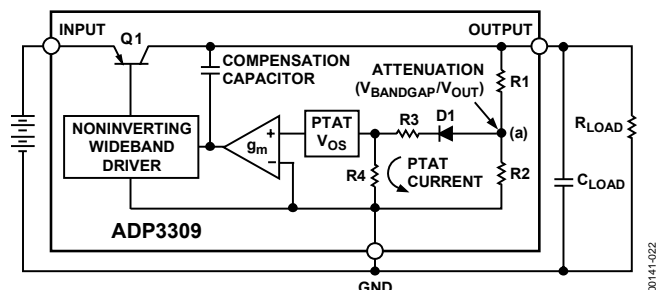 INPUT
OUTPUT
Q1
COMPENSATION
CAPACITOR
ATTENUATION
(VBANDGAP/VOUT)
R1
NONINVERTING
WIDEBAND
DRIVER
gm
+
−
PTAT
VOS
R3
D1
(a)
R4
PTAT
CURRENT
R2
RLOAD
CLOAD
ADP3309
GND
00141-022